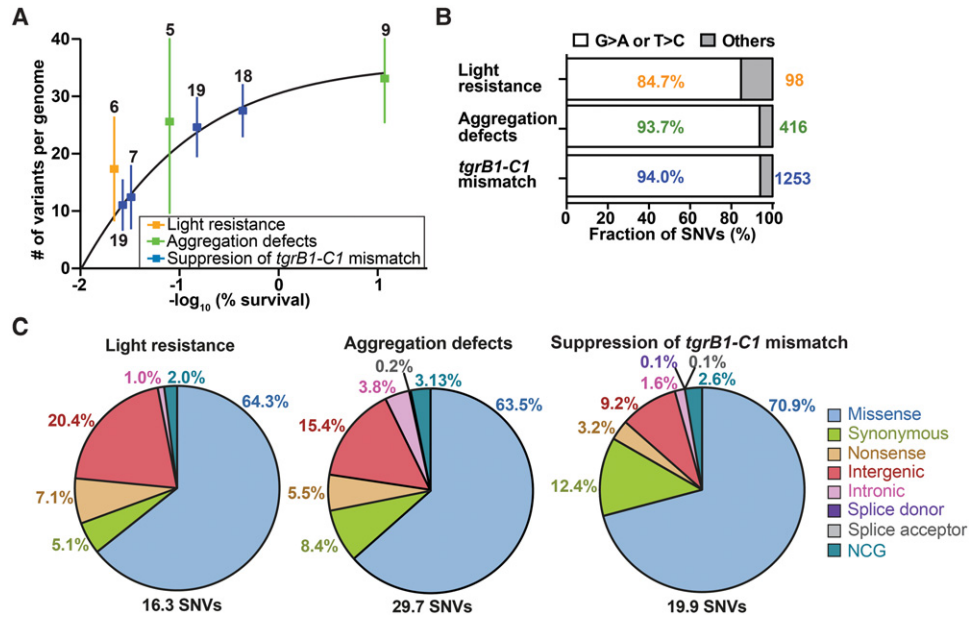 A
# of variants per genome
40
30
20
10
0
5
9
6
19
18
7
19
Light resistance
Aggregation defects
Suppresion of tgrB1-C1 mismatch
-2
-1
0
1
-log10 (% survival)
B
G>A or T>C
Others
Light resistance
84.7%
98
Aggregation defects
93.7%
416
tgrB1-C1 mismatch
94.0%
1253
0
20
40
60
80
100
Fraction of SNVs (%)
C
Light resistance
1.0%
2.0%
64.3%
20.4%
7.1%
5.1%
16.3 SNVs
Aggregation defects
0.2%
3.8%
3.13%
63.5%
15.4%
5.5%
8.4%
29.7 SNVs
Suppression of tgrB1-C1 mismatch
0.1%
0.1%
1.6%
2.6%
9.2%
70.9%
3.2%
12.4%
19.9 SNVs
Missense
Synonymous
Nonsense
Intergenic
Intronic
Splice donor
Splice acceptor
NCG